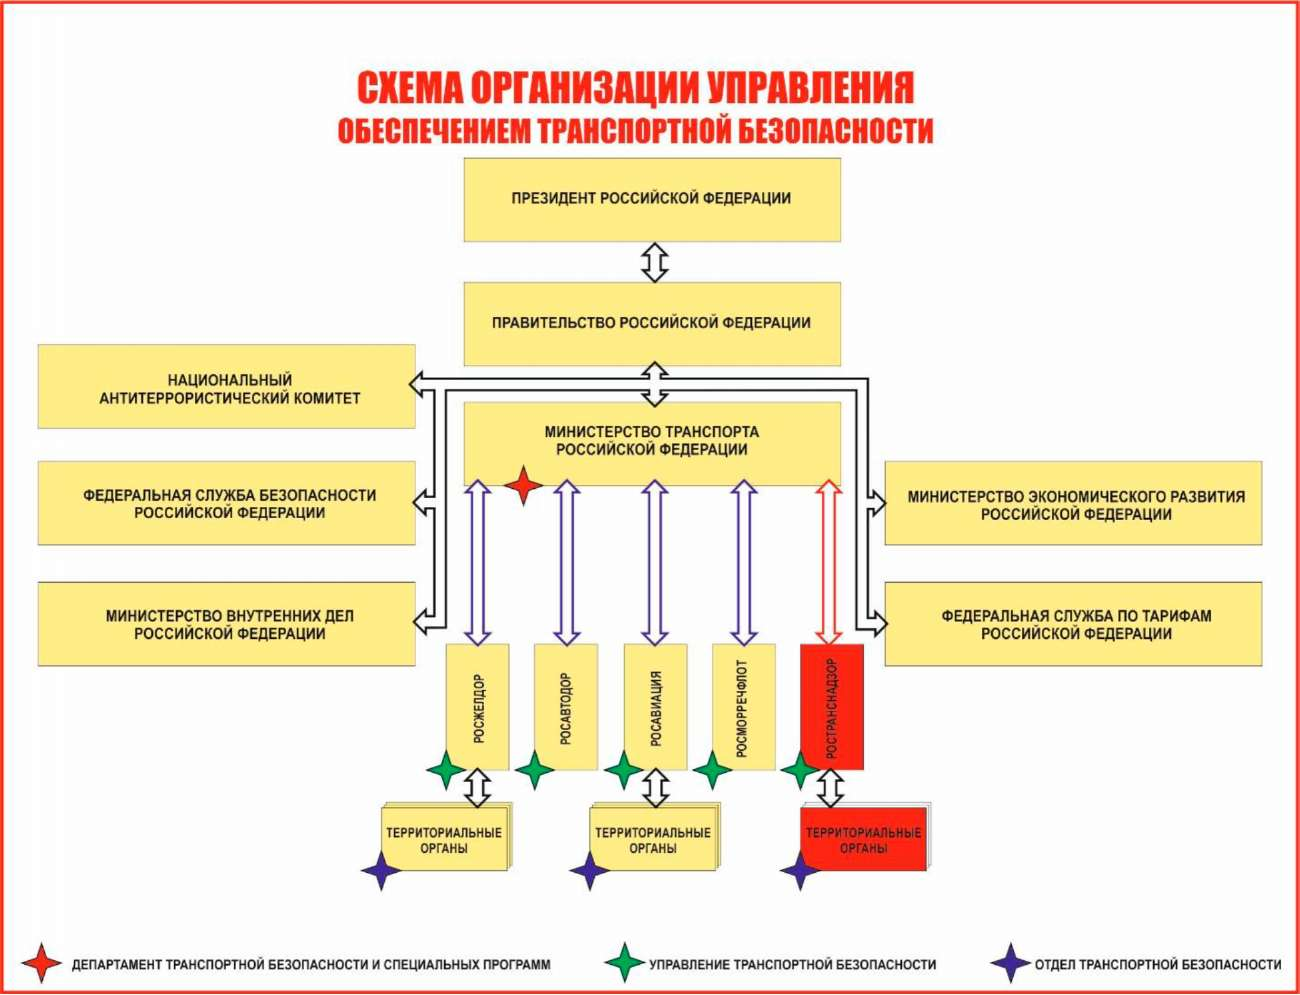 СХЕМА ОРГАНИЗАЦИИ УПРАВЛЕНИЯ
ОБЕСПЕЧЕНИЕМ ТРАНСПОРТНОЙ БЕЗОПАСНОСТИ
ПРЕЗИДЕНТ РОССИЙСКОЙ ФЕДЕРАЦИИ
ПРАВИТЕЛЬСТВО РОССИЙСКОЙ ФЕДЕРАЦИИ
НАЦИОНАЛЬНЫЙ
АНТИТЕРРОРИСТИЧЕСКИЙ КОМИТЕТ
МИНИСТЕРСТВО ТРАНСПОРТА
РОССИЙСКОЙ ФЕДЕРАЦИИ
ФЕДЕРАЛЬНАЯ СЛУЖБА БЕЗОПАСНОСТИ
РОССИЙСКОЙ ФЕДЕРАЦИИ
МИНИСТЕРСТВО ЭКОНОМИЧЕСКОГО РАЗВИТИЯ
РОССИЙСКОЙ ФЕДЕРАЦИИ
МИНИСТЕРСТВО ВНУТРЕННИХ ДЕЛ
РОССИЙСКОЙ ФЕДЕРАЦИИ
ФЕДЕРАЛЬНАЯ СЛУЖБА ПО ТАРИФАМ
РОССИЙСКОЙ ФЕДЕРАЦИИ
РОСЖЕЛДОР
РОСАВТОДОР
РОСАВИАЦИЯ
РОСМОРРЕЧФЛОТ
РОСТРАНСНАДЗОР
ТЕРРИТОРИАЛЬНЫЕ
ОРГАНЫ
ТЕРРИТОРИАЛЬНЫЕ
ОРГАНЫ
ТЕРРИТОРИАЛЬНЫЕ
ОРГАНЫ
ДЕПАРТАМЕНТ ТРАНСПОРТНОЙ БЕЗОПАСНОСТИ И СПЕЦИАЛЬНЫХ ПРОГРАММ
УПРАВЛЕНИЕ ТРАНСПОРТНОЙ БЕЗОПАСНОСТИ
ОТДЕЛ ТРАНСПОРТНОЙ БЕЗОПАСНОСТИ